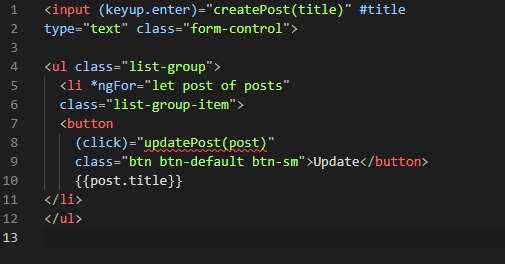 1 <input (keyup.enter)="createPost(title)" #title
2 type="text" class="form-control">
3
4 <ul class="list-group">
5   <li *ngFor="let post of posts"
6   class="list-group-item">
7   <button
8     (click)="updatePost(post)"
9     class="btn btn-default btn-sm">Update</button>
10     {{post.title}}
11 </li>
12 </ul>
13